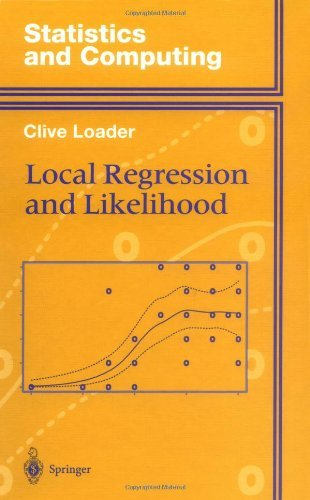 Statistics
and Computing
Clive Loader
Local Regression
and Likelihood
Springer